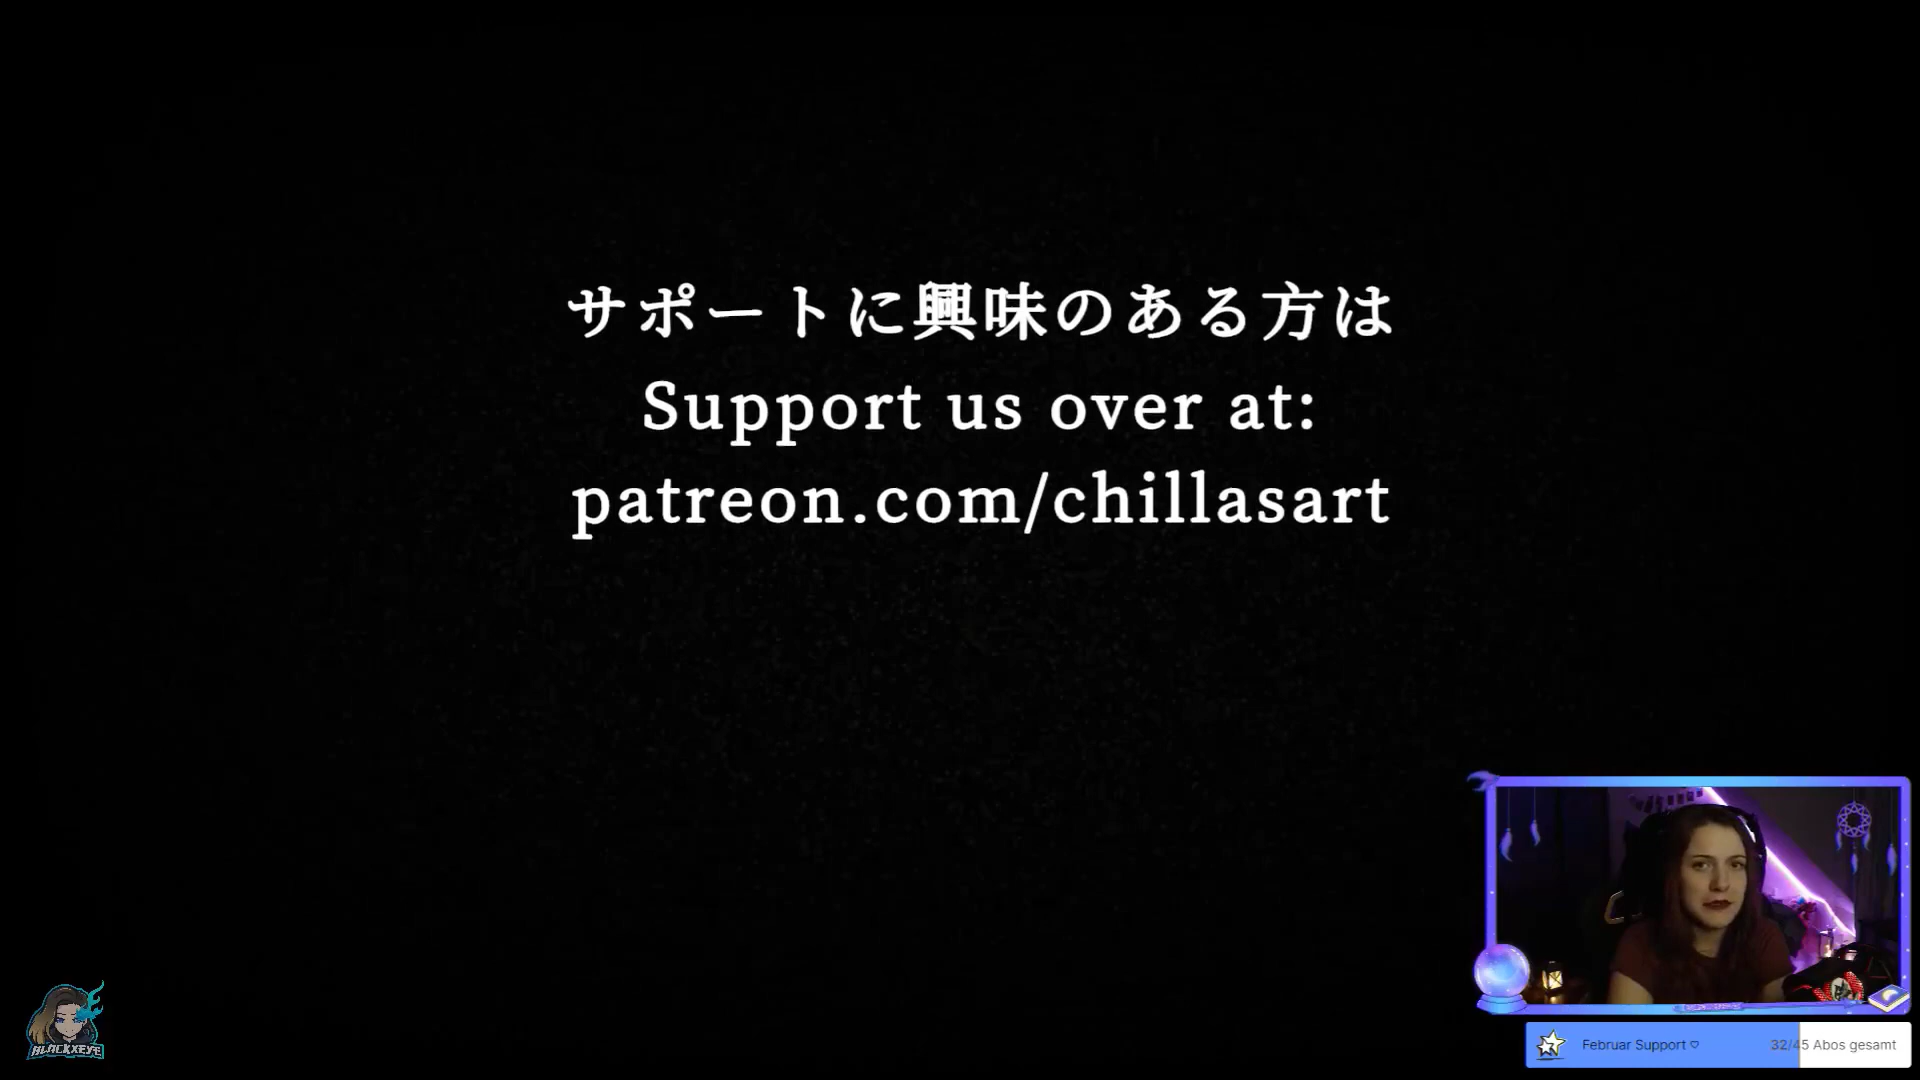 サポートに興味のある方は
Support us over at:
patreon.com/chillasart
BLACKXEYE
Februar Support ♡
32/45 Abos gesamt